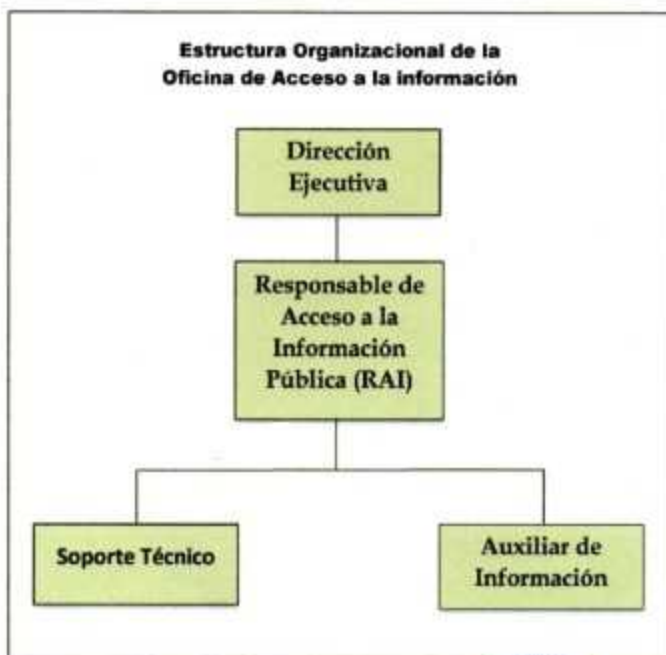 Estructura Organizacional de la
Oficina de Acceso a la información
Dirección
Ejecutiva
Responsable de
Acceso a la
Información
Pública (RAI)
Soporte Técnico
Auxiliar de
Información